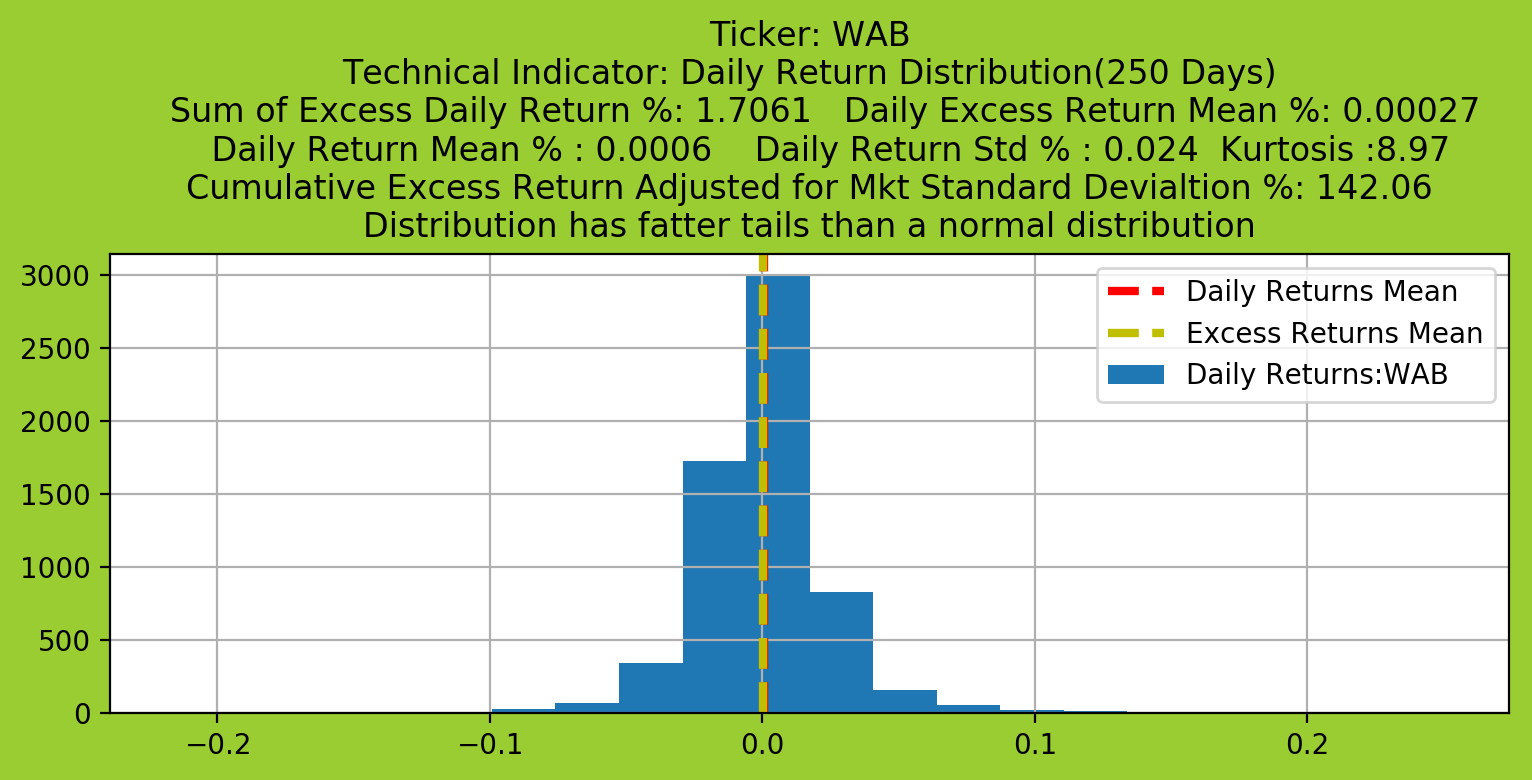 Ticker: WAB
Technical Indicator: Daily Return Distribution(250 Days)
Sum of Excess Daily Return %: 1.7061   Daily Excess Return Mean %: 0.00027
Daily Return Mean % : 0.0006    Daily Return Std % : 0.024  Kurtosis :8.97
Cumulative Excess Return Adjusted for Mkt Standard Devialtion %: 142.06
Distribution has fatter tails than a normal distribution
3000
2500
2000
1500
1000
500
0
Daily Returns Mean
Excess Returns Mean
Daily Returns:WAB
−0.2
−0.1
0.0
0.1
0.2